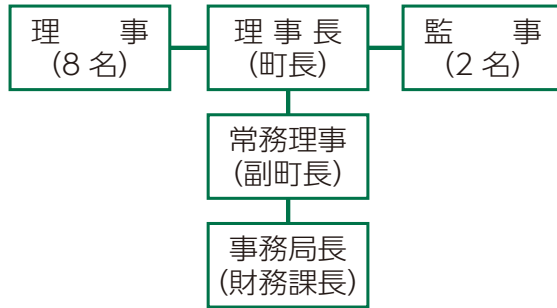 理事
(8名)
理事長
(町長)
監事
(2名)
常務理事
(副町長)
事務局長
(財務課長)